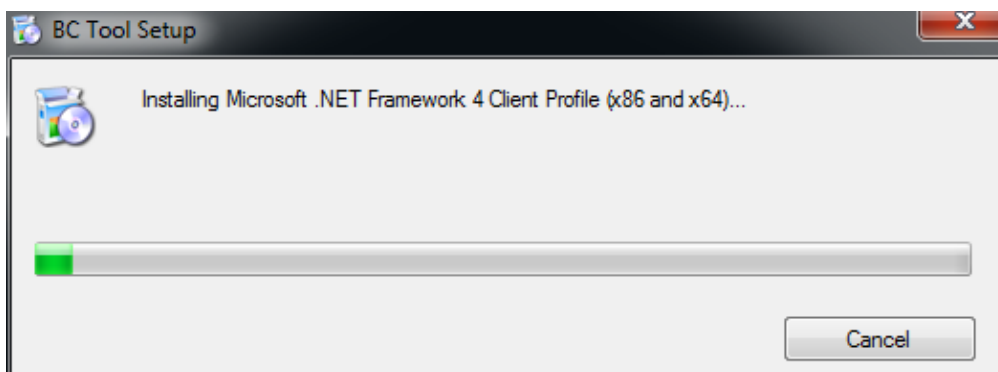 BC Tool Setup
Installing Microsoft .NET Framework 4 Client Profile (x86 and x64)...
Cancel